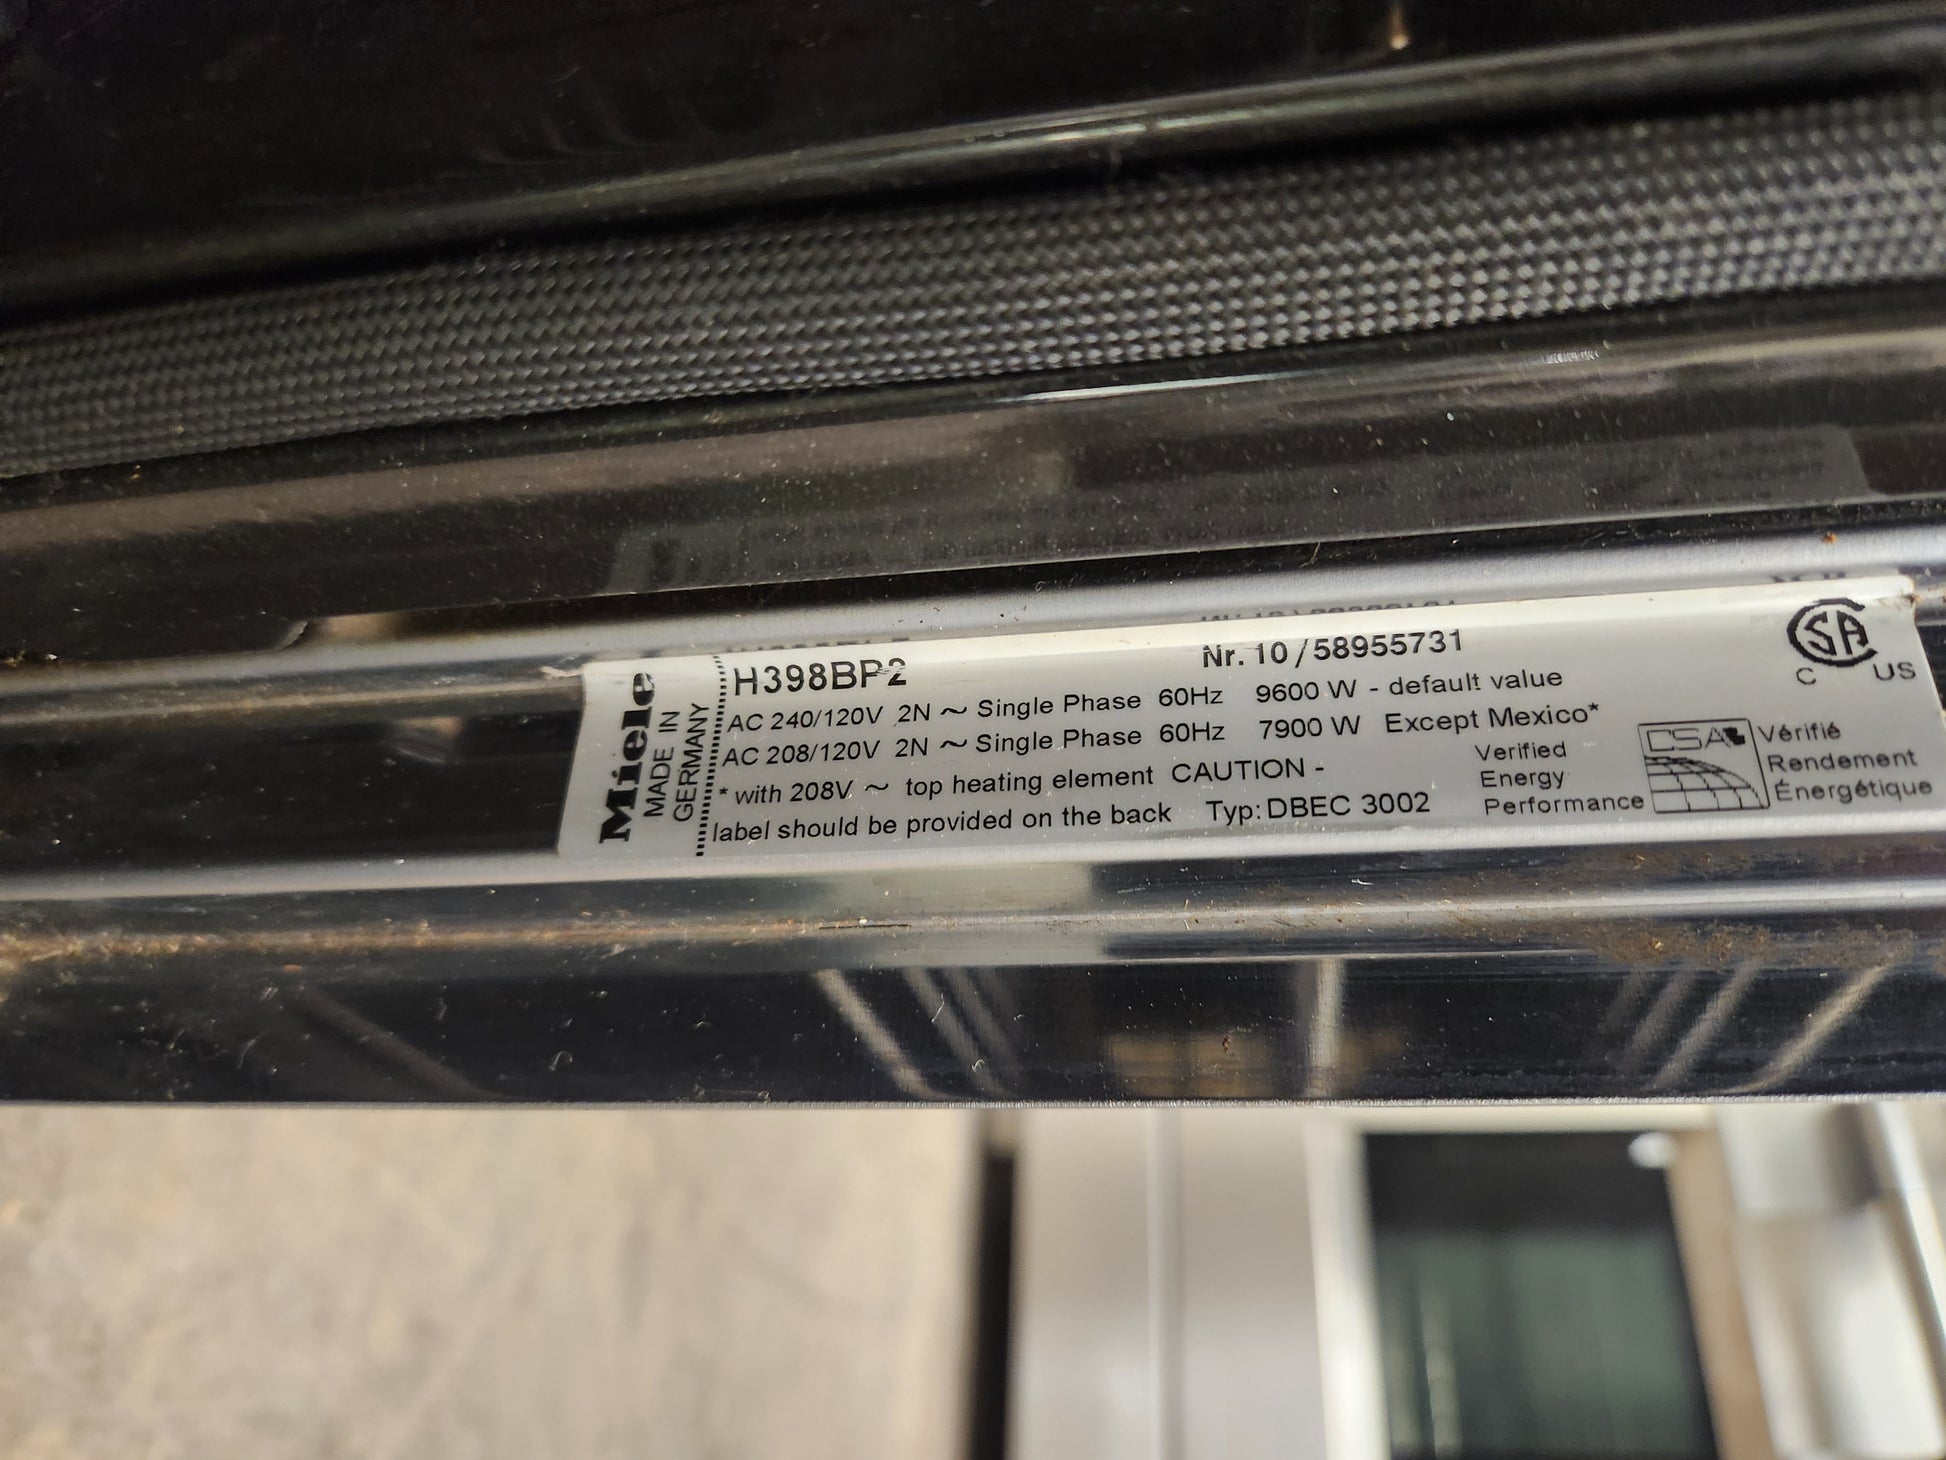 Miele
MADE IN
GERMANY
H398BP2
Nr. 10 / 58955731
AC 240/120V 2N ~ Single Phase 60Hz 9600 W - default value
AC 208/120V 2N ~ Single Phase 60Hz 7900 W Except Mexico*
* with 208V ~ top heating element CAUTION -
label should be provided on the back Typ: DBEC 3002
Verified
Energy
Performance
CSA
Vérifié
Rendement
Énergétique
CSA
C US